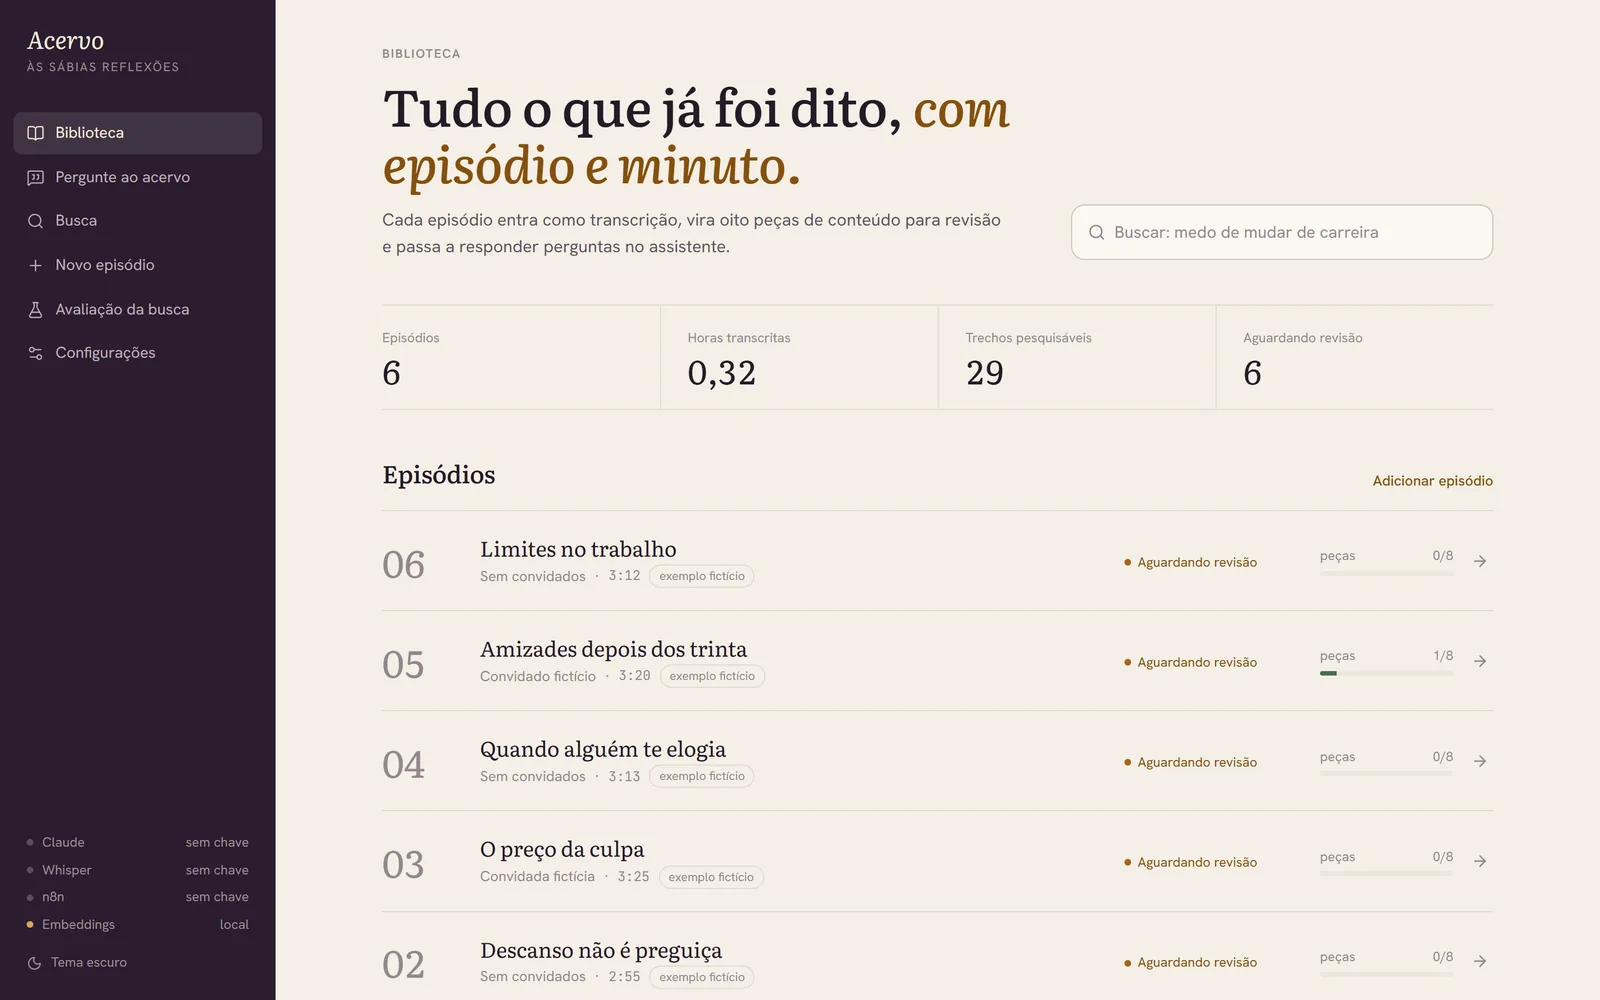 Acervo
ÀS SÁBIAS REFLEXÕES
Biblioteca
Pergunte ao acervo
Busca
Novo episódio
Avaliação da busca
Configurações
Claude sem chave
Whisper sem chave
n8n sem chave
Embeddings local
Tema escuro
BIBLIOTECA
Tudo o que já foi dito, com
episódio e minuto.
Cada episódio entra como transcrição, vira oito peças de conteúdo para revisão
e passa a responder perguntas no assistente.
Buscar: medo de mudar de carreira
Episódios
6
Horas transcritas
0,32
Trechos pesquisáveis
29
Aguardando revisão
6
Episódios
Adicionar episódio
06
Limites no trabalho
Sem convidados · 3:12 exemplo fictício
Aguardando revisão
peças 0/8
05
Amizades depois dos trinta
Convidado fictício · 3:20 exemplo fictício
Aguardando revisão
peças 1/8
04
Quando alguém te elogia
Sem convidados · 3:13 exemplo fictício
Aguardando revisão
peças 0/8
03
O preço da culpa
Convidada fictícia · 3:25 exemplo fictício
Aguardando revisão
peças 0/8
02
Descanso não é preguiça
Sem convidados · 2:55 exemplo fictício
Aguardando revisão
peças 0/8